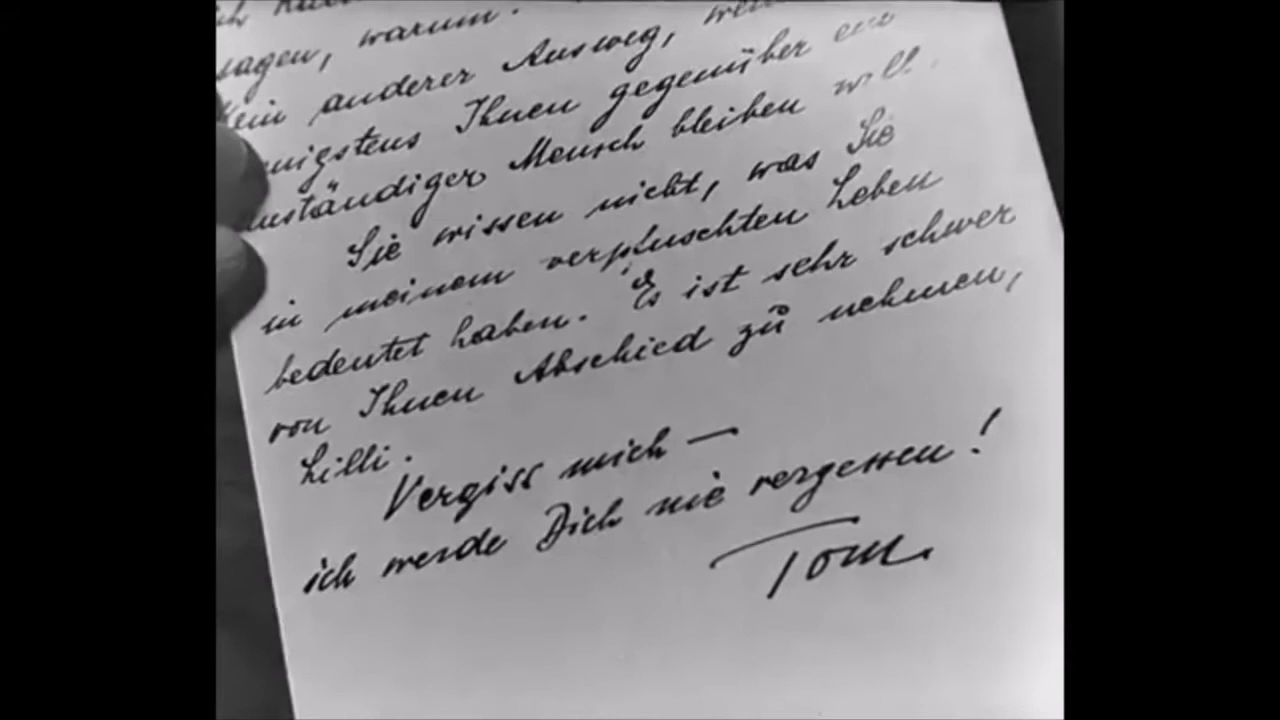 sagen, warum.
Kein anderer Ausweg,
wenigstens Ihnen gegenüber ein
anständiger Mensch bleiben will.
Sie wissen nicht, was Sie
in meinem verpfuschten Leben
bedeutet haben. Es ist sehr schwer
von Ihnen Abschied zu nehmen,
Lilli.
Vergiss mich —
ich werde Dich nie vergessen!
Tom.